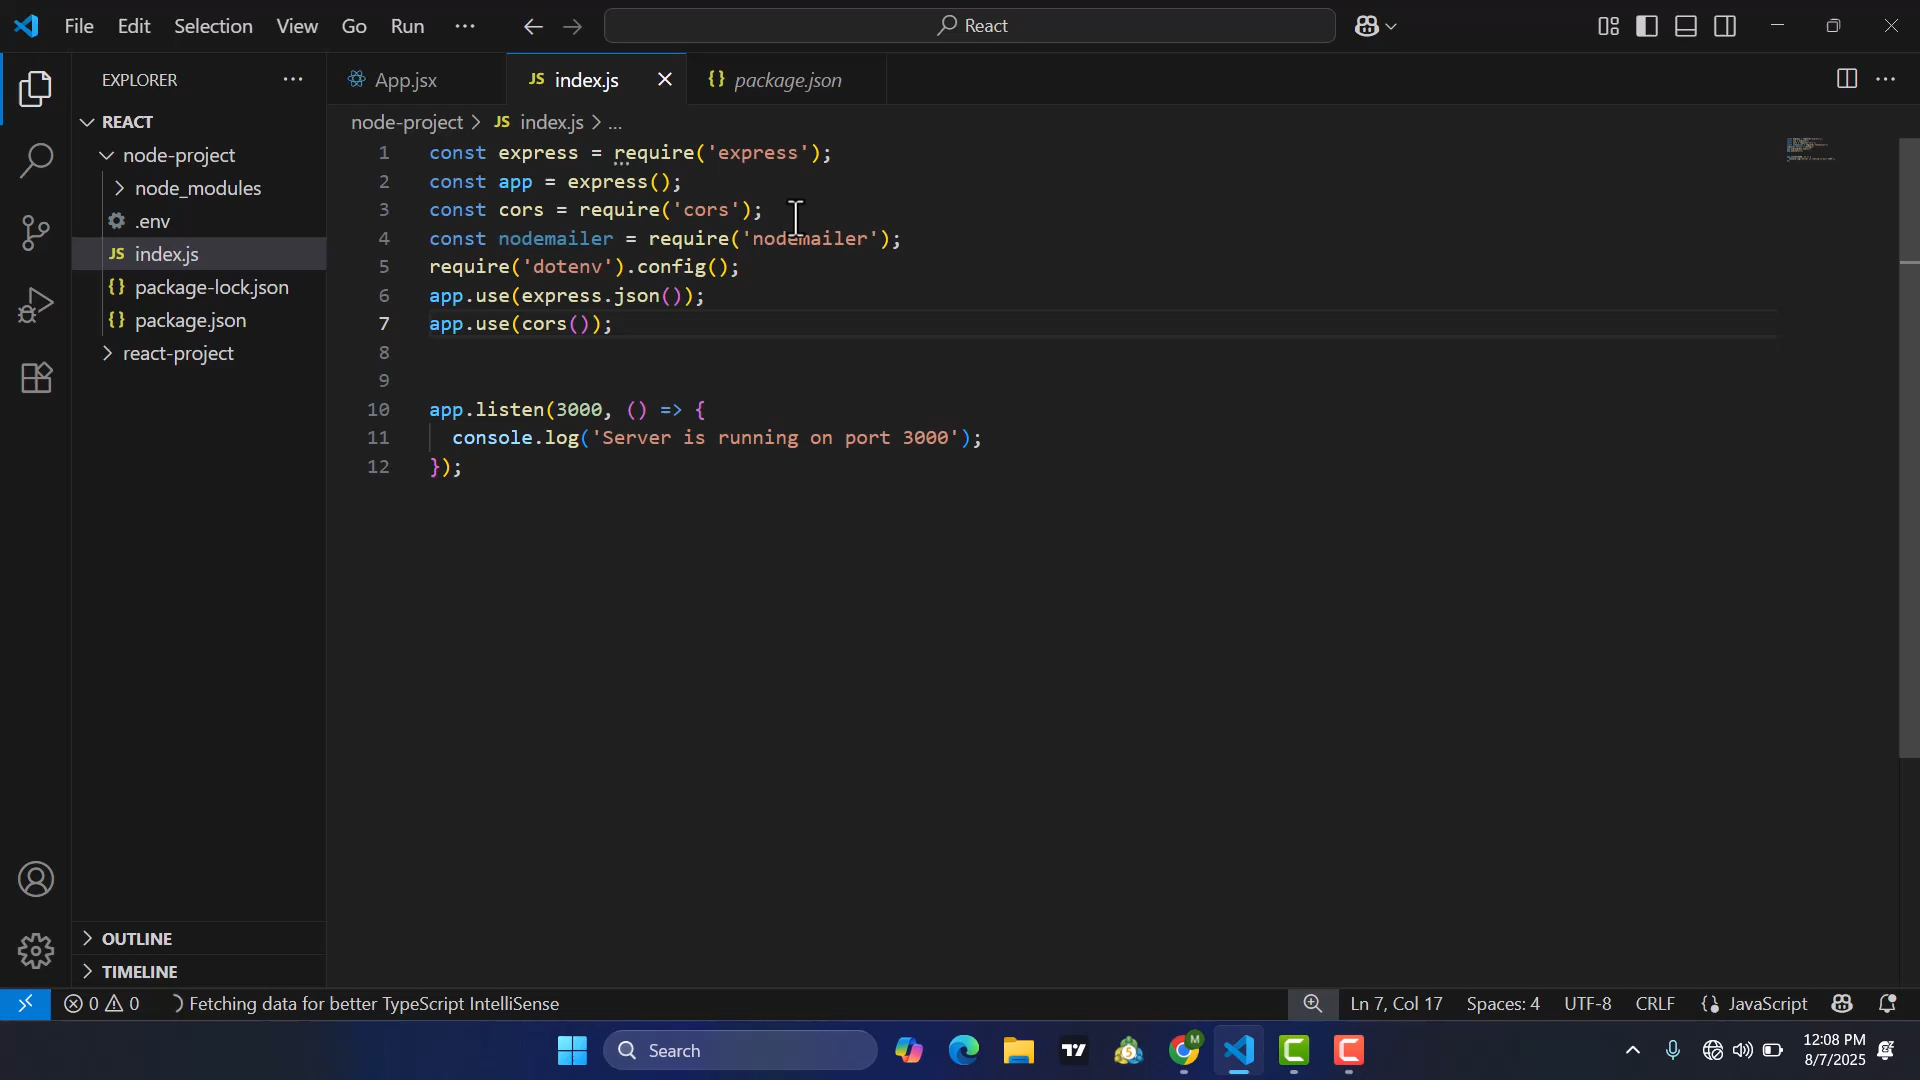 File Edit Selection View Go Run ··· React
EXPLORER ···
REACT
node-project
node_modules
.env
JS index.js
{} package-lock.json
{} package.json
react-project
OUTLINE
TIMELINE
App.jsx JS index.js {} package.json
node-project > JS index.js > ...
1 const express = require('express');
2 const app = express();
3 const cors = require('cors');
4 const nodemailer = require('nodemailer');
5 require('dotenv').config();
6 app.use(express.json());
7 app.use(cors());
8
9
10 app.listen(3000, () => {
11 console.log('Server is running on port 3000');
12 });
0 0 Fetching data for better TypeScript IntelliSense Ln 7, Col 17 Spaces: 4 UTF-8 CRLF {} JavaScript
Search
12:08 PM
8/7/2025